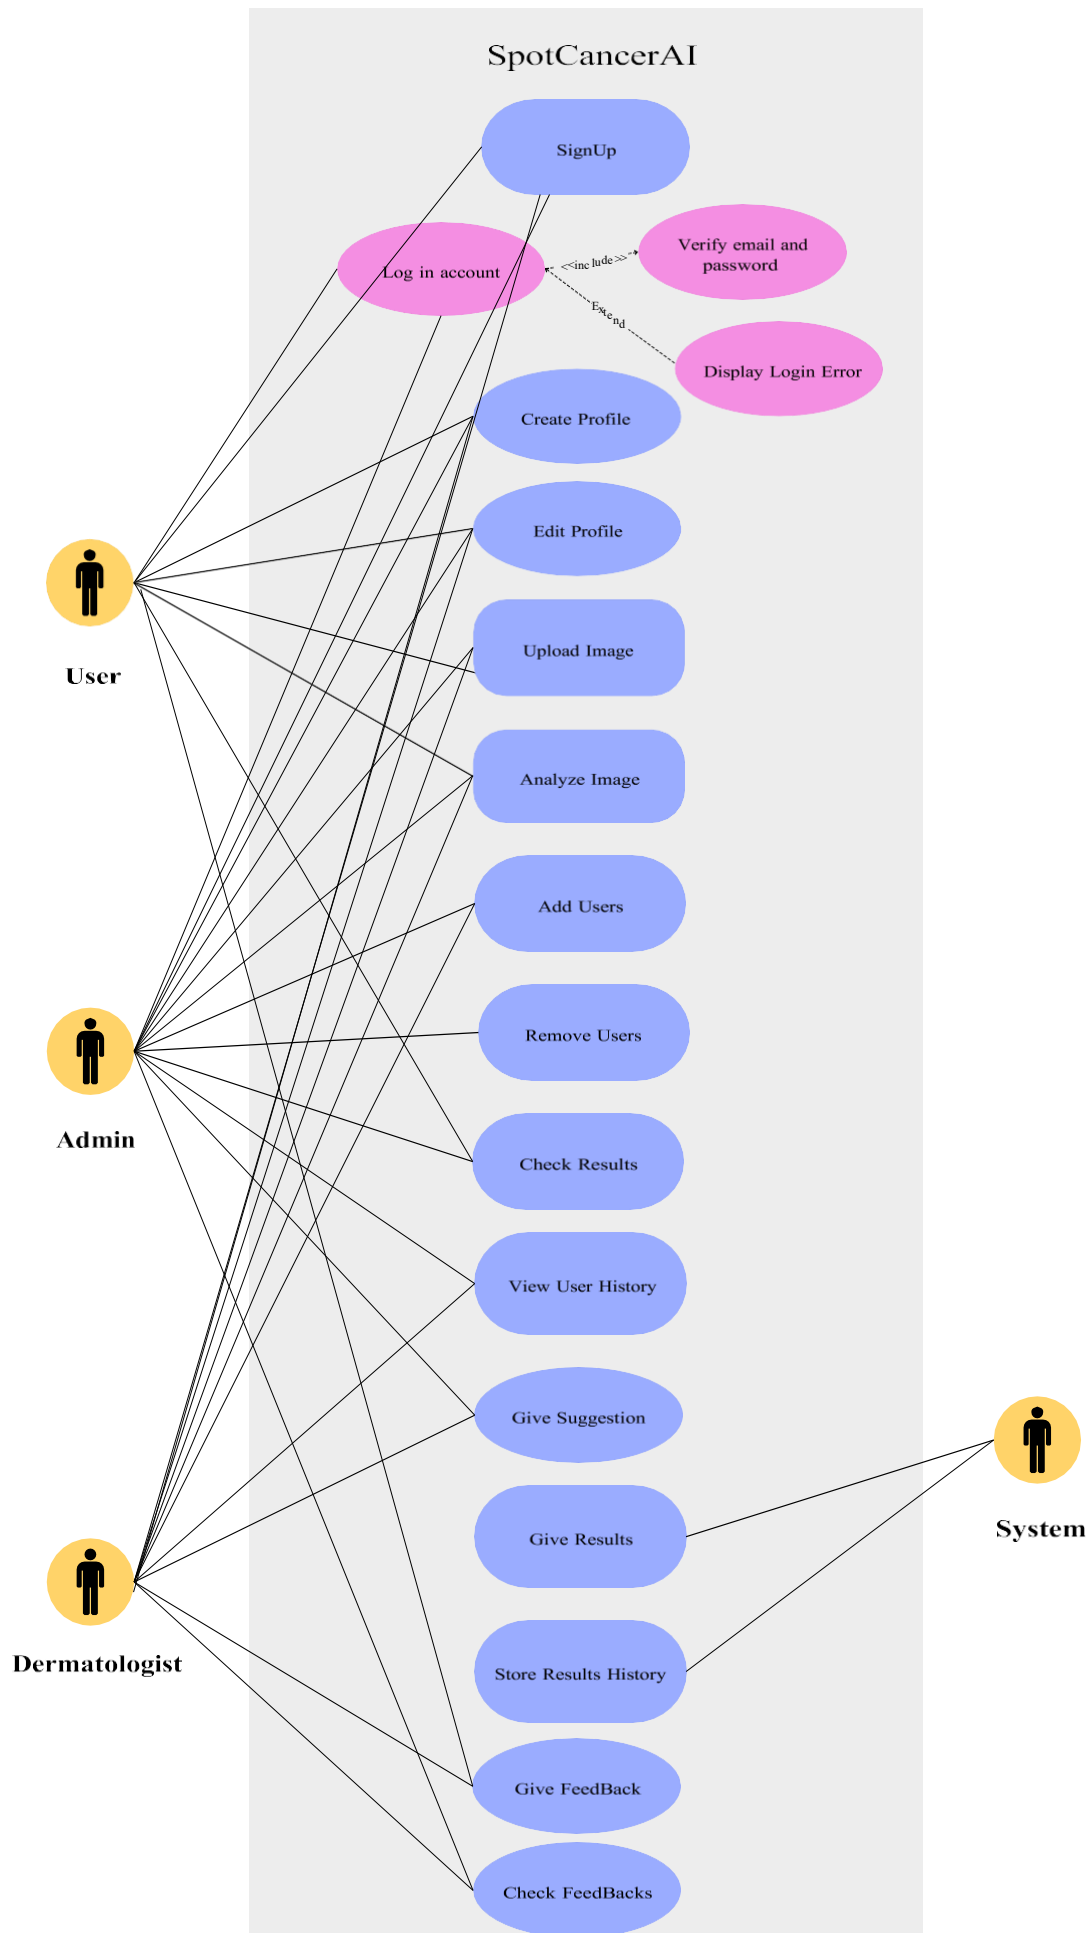 SpotCancerAI
SignUp
Log in account
<<include>>
Verify email and
password
Extend
Display Login Error
Create Profile
Edit Profile
User
Upload Image
Analyze Image
Add Users
Remove Users
Admin
Check Results
View User History
Give Suggestion
System
Give Results
Dermatologist
Store Results History
Give FeedBack
Check FeedBacks